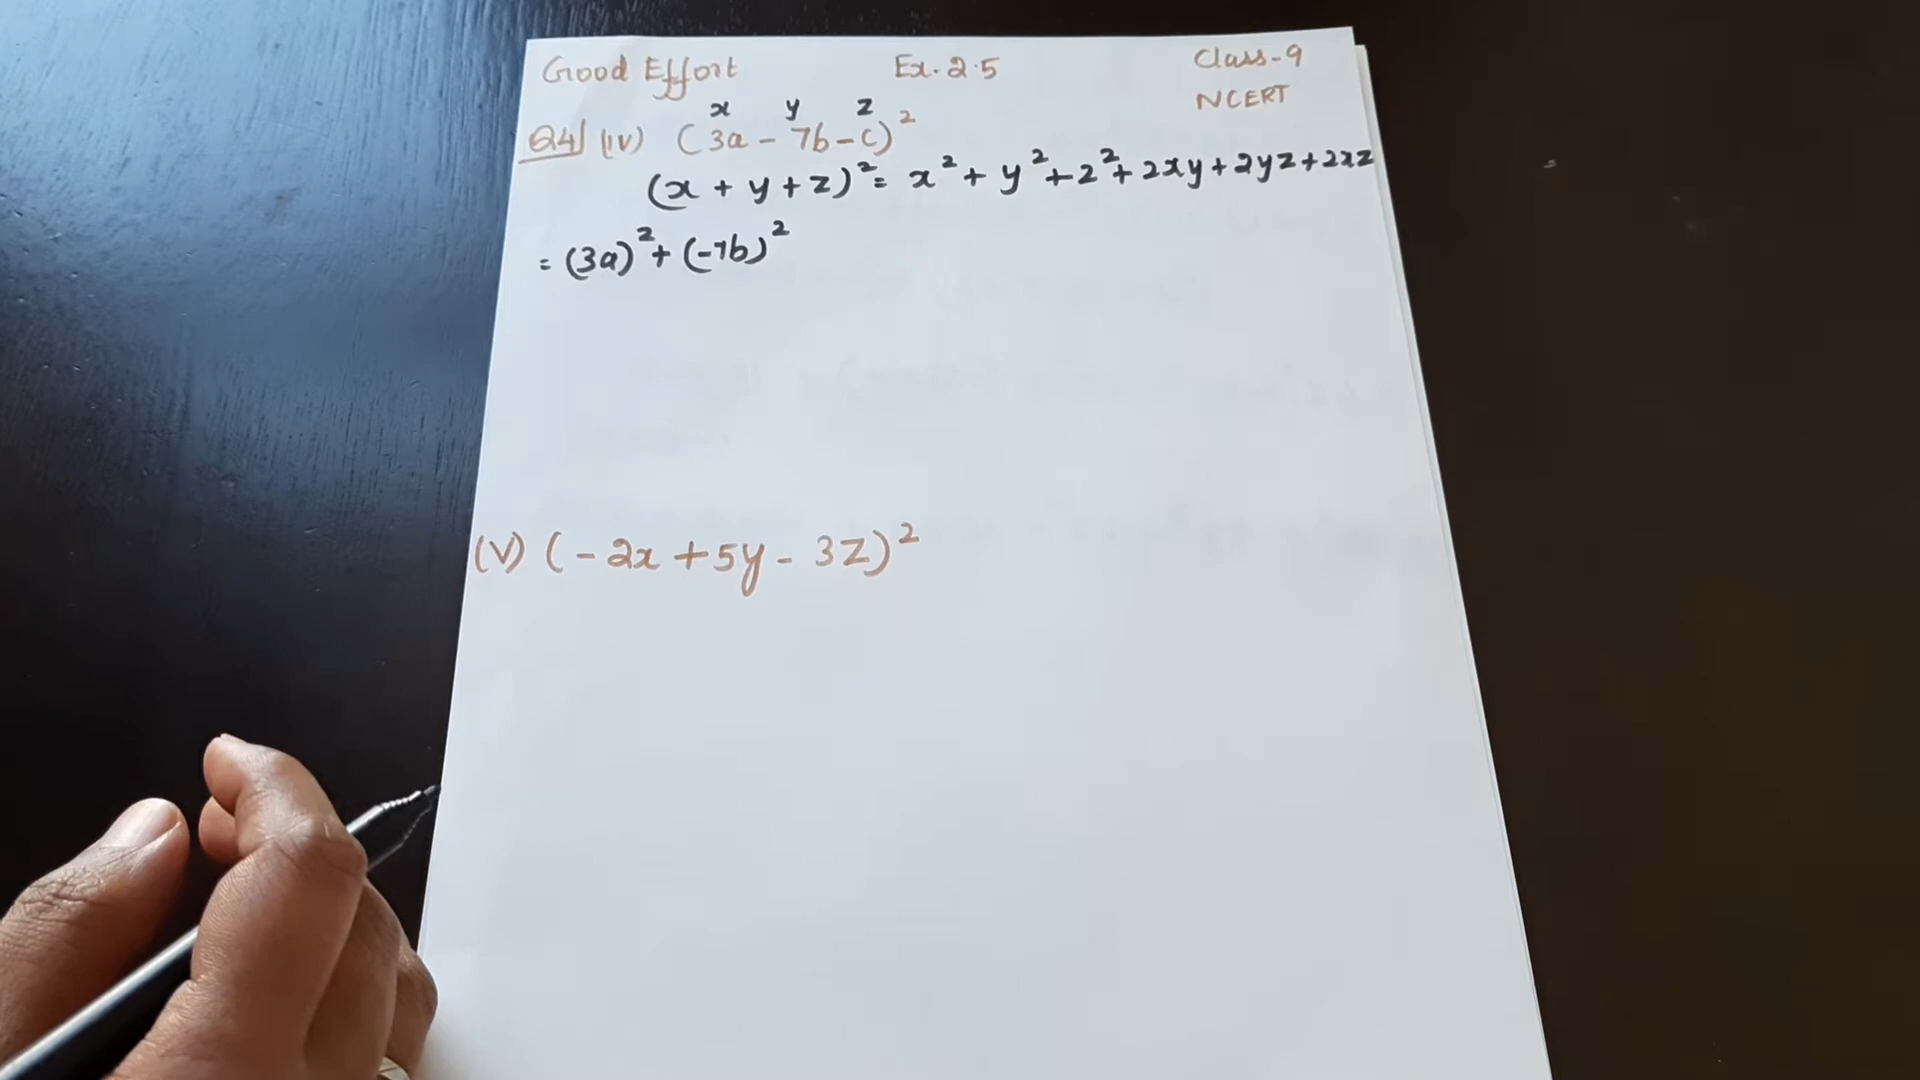 Good Effort Ex. 2.5 Class-9
NCERT
x y z
Q4 (iv) (3a - 7b - c)²
(x + y + z)² = x² + y² + z² + 2xy + 2yz + 2xz
= (3a)² + (-7b)²
(V) (- 2x + 5y - 3z)²